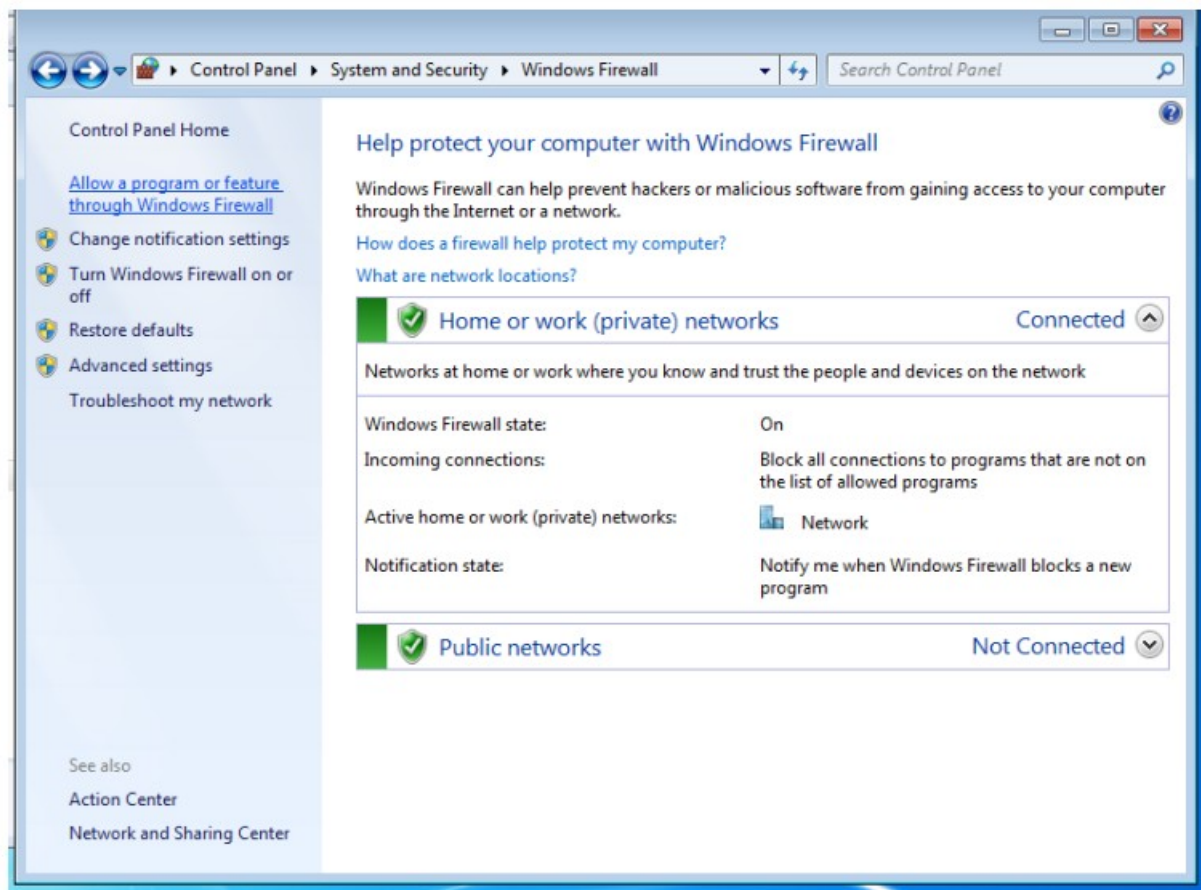 Control Panel
System and Security
Windows Firewall
Search Control Panel
Control Panel Home
Allow a program or feature
through Windows Firewall
Change notification settings
Turn Windows Firewall on or
off
Restore defaults
Advanced settings
Troubleshoot my network
See also
Action Center
Network and Sharing Center
Help protect your computer with Windows Firewall
Windows Firewall can help prevent hackers or malicious software from gaining access to your computer
through the Internet or a network.
How does a firewall help protect my computer?
What are network locations?
Home or work (private) networks Connected
Networks at home or work where you know and trust the people and devices on the network
Windows Firewall state: On
Incoming connections: Block all connections to programs that are not on
the list of allowed programs
Active home or work (private) networks: Network
Notification state: Notify me when Windows Firewall blocks a new
program
Public networks Not Connected